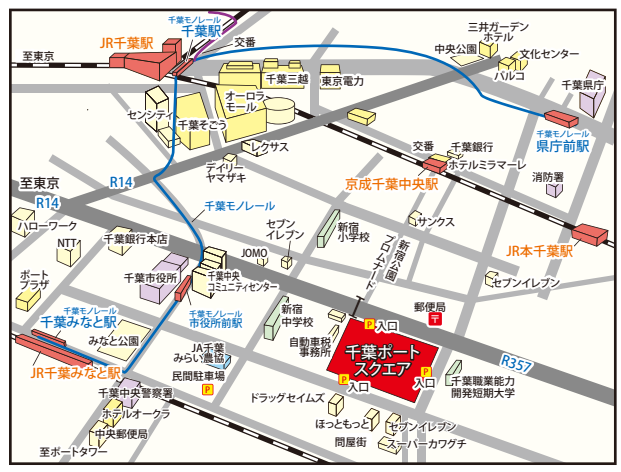 千葉モノレール
千葉駅
三井ガーデン
ホテル
JR千葉駅
交番
中央公園
文化センター
至東京
パルコ
千葉三越
東京電力
千葉県庁
オーロラ
モール
センシティ
千葉そごう
千葉モノレール
県庁前駅
レクサス
交番
千葉銀行
ホテルミラマーレ
デイリー
ヤマザキ
消防署
R14
京成千葉中央駅
至東京
R14
千葉モノレール
サンクス
ハローワーク
セブン
イレブン
新宿
小学校
JR本千葉駅
千葉銀行本店
NTT
JOMO
新宿公園
プロムナード
千葉市役所
千葉中央
コミュニティセンター
セブンイレブン
ポート
プラザ
千葉モノレール
千葉みなと駅
千葉モノレール
市役所前駅
新宿
中学校
郵便局
〒
P
入口
みなと公園
自動車税
事務所
千葉ポート
スクエア
R357
JA千葉
みらい農協
JR千葉みなと駅
民間駐車場
P
P
入口
P
入口
千葉職業能力
開発短期大学
千葉中央警察署
ドラッグセイムズ
ホテルオークラ
ほっともっと
セブンイレブン
中央郵便局
問屋街
スーパーカワグチ
至ポートタワー